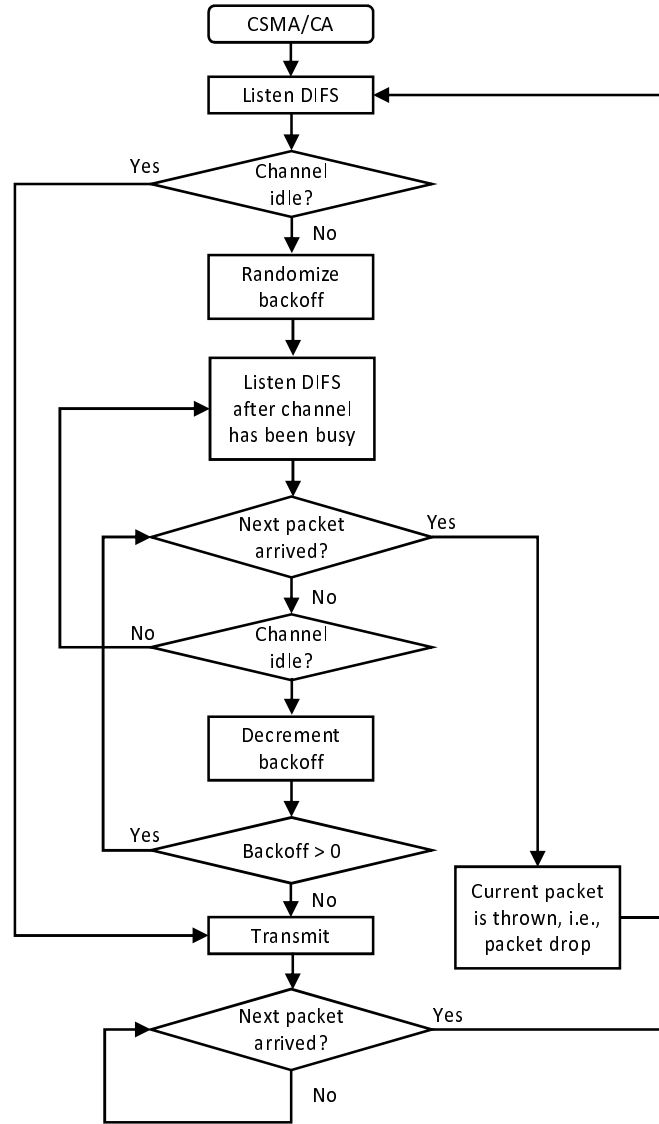 CSMA/CA
Listen DIFS
Yes
Channel
idle?
No
Randomize
backoff
Listen DIFS
after channel
has been busy
Next packet
arrived?
Yes
No
Channel
idle?
No
Decrement
backoff
Yes
Backoff > 0
No
Current packet
is thrown, i.e.,
packet drop
Transmit
Next packet
arrived?
Yes
No